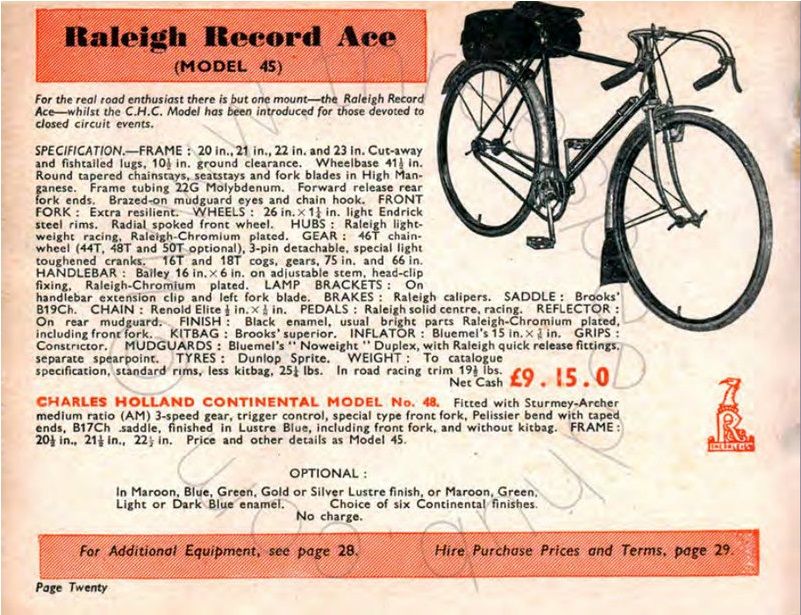 Raleigh Record Ace
(MODEL 45)
For the real road enthusiast there is but one mount—the Raleigh Record
Ace—whilst the C.H.C. Model has been introduced for those devoted to
closed circuit events.
SPECIFICATION.—FRAME : 20 in., 21 in., 22 in. and 23 in. Cut-away
and fishtailed lugs, 10½ in. ground clearance. Wheelbase 41½ in.
Round tapered chainstays, seatstays and fork blades in High Man-
ganese. Frame tubing 22G Molybdenum. Forward release rear
fork ends. Brazed-on mudguard eyes and chain hook. FRONT
FORK : Extra resilient. WHEELS : 26 in. × 1¼ in. light Endrick
steel rims. Radial spoked front wheel. HUBS : Raleigh light-
weight racing, Raleigh-Chromium plated. GEAR : 46T chain-
wheel (44T, 48T and 50T optional), 3-pin detachable, special light
toughened cranks. 16T and 18T cogs, gears, 75 in. and 66 in.
HANDLEBAR : Bailey 16 in. × 6 in. on adjustable stem, head-clip
fixing, Raleigh-Chromium plated. LAMP BRACKETS : On
handlebar extension clip and left fork blade. BRAKES : Raleigh calipers. SADDLE : Brooks'
B19Ch. CHAIN : Renold Elite ½ in. × ⅛ in. PEDALS : Raleigh solid centre, racing. REFLECTOR :
On rear mudguard. FINISH : Black enamel, usual bright parts Raleigh-Chromium plated,
including front fork. KITBAG : Brooks' superior. INFLATOR : Bluemel's 15 in. × ⅞ in. GRIPS :
Constrictor. MUDGUARDS : Bluemel's " Noweight " Duplex, with Raleigh quick release fittings,
separate spearpoint. TYRES : Dunlop Sprite. WEIGHT : To catalogue
specification, standard rims, less kitbag, 25¼ lbs. In road racing trim 19½ lbs.
Net Cash £9 . 15 . 0
CHARLES HOLLAND CONTINENTAL MODEL No. 48. Fitted with Sturmey-Archer
medium ratio (AM) 3-speed gear, trigger control, special type front fork, Pelissier bend with taped
ends, B17Ch .saddle, finished in Lustre Blue, including front fork, and without kitbag. FRAME :
20½ in., 21½ in., 22½ in. Price and other details as Model 45.
R
THE RALEIGH
OPTIONAL :
In Maroon, Blue, Green, Gold or Silver Lustre finish, or Maroon, Green,
Light or Dark Blue enamel. Choice of six Continental finishes.
No charge.
For Additional Equipment, see page 28. Hire Purchase Prices and Terms, page 29.
Page Twenty